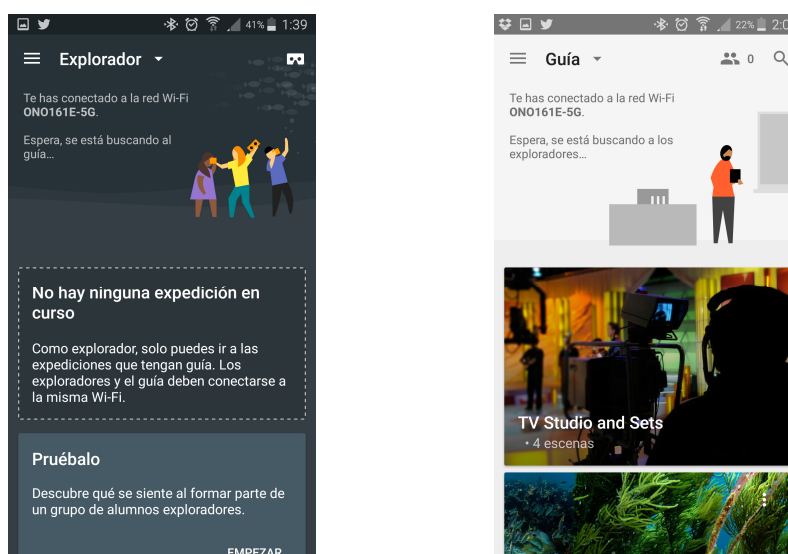 41% 1:39
Explorador
Te has conectado a la red Wi-Fi
ONO161E-5G.
Espera, se está buscando al
guía...
No hay ninguna expedición en
curso
Como explorador, solo puedes ir a las
expediciones que tengan guía. Los
exploradores y el guía deben conectarse a
la misma Wi-Fi.
Pruébalo
Descubre qué se siente al formar parte de
un grupo de alumnos exploradores.
EMPEZAR
22% 2:0
Guía
0
Te has conectado a la red Wi-Fi
ONO161E-5G.
Espera, se está buscando a los
exploradores...
TV Studio and Sets
• 4 escenas